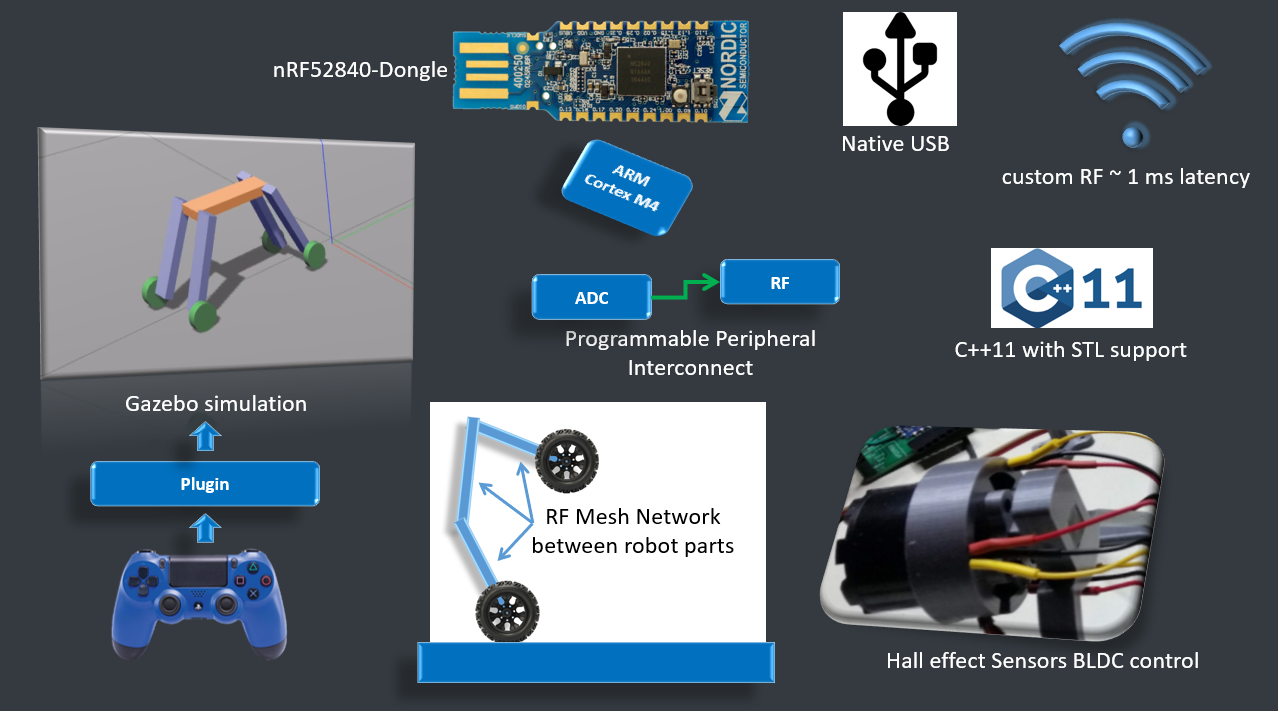 nRF52840-Dongle
NORDIC
SEMICONDUCTOR
Native USB
custom RF ~ 1 ms latency
ARM
Cortex M4
ADC
RF
Programmable Peripheral
Interconnect
C++ 11
C++11 with STL support
Gazebo simulation
Plugin
RF Mesh Network
between robot parts
Hall effect Sensors BLDC control